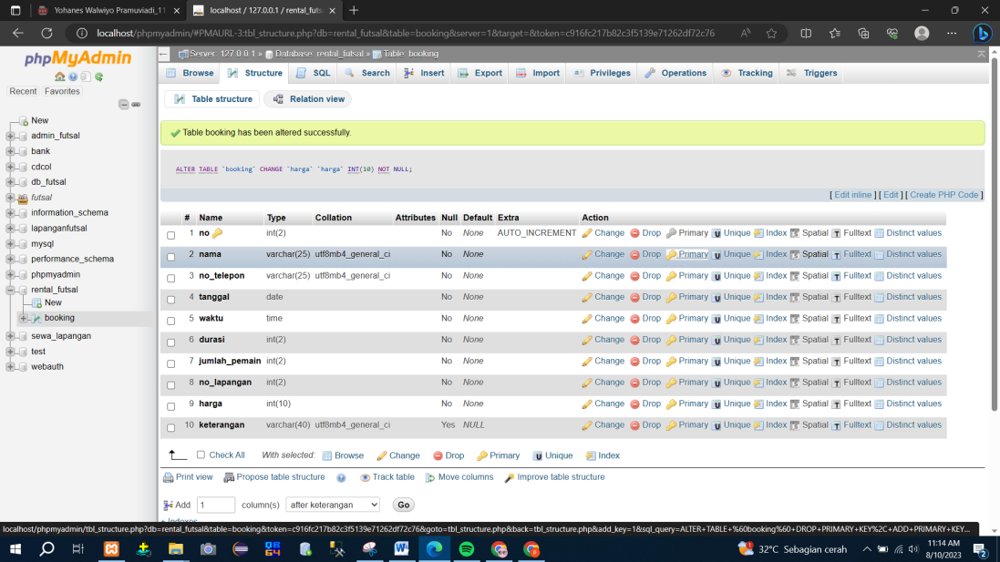 Yohanes Walwiyo Pramuviadi_11
localhost / 127.0.0.1 / rental_futs
localhost/phpmyadmin/#PMAURL-3:tbl_structure.php?db=rental_futsal&table=booking&server=1&target=&token=c916fc217b82c3f5139e71262df72c76
phpMyAdmin
Recent Favorites
New
admin_futsal
bank
cdcol
db_futsal
futsal
information_schema
lapanganfutsal
mysql
performance_schema
phpmyadmin
rental_futsal
New
booking
sewa_lapangan
test
webauth
Server: 127.0.0.1 » Database: rental_futsal » Table: booking
Browse Structure SQL Search Insert Export Import Privileges Operations Tracking Triggers
Table structure Relation view
Table booking has been altered successfully.
ALTER TABLE `booking` CHANGE `harga` `harga` INT(10) NOT NULL;
[ Edit inline ] [ Edit ] [ Create PHP Code ]
# Name Type Collation Attributes Null Default Extra Action
1 no int(2) No None AUTO_INCREMENT Change Drop Primary Unique Index Spatial Fulltext Distinct values
2 nama varchar(25) utf8mb4_general_ci No None Change Drop Primary Unique Index Spatial Fulltext Distinct values
3 no_telepon varchar(25) utf8mb4_general_ci No None Change Drop Primary Unique Index Spatial Fulltext Distinct values
4 tanggal date No None Change Drop Primary Unique Index Spatial Fulltext Distinct values
5 waktu time No None Change Drop Primary Unique Index Spatial Fulltext Distinct values
6 durasi int(2) No None Change Drop Primary Unique Index Spatial Fulltext Distinct values
7 jumlah_pemain int(2) No None Change Drop Primary Unique Index Spatial Fulltext Distinct values
8 no_lapangan int(2) No None Change Drop Primary Unique Index Spatial Fulltext Distinct values
9 harga int(10) No None Change Drop Primary Unique Index Spatial Fulltext Distinct values
10 keterangan varchar(40) utf8mb4_general_ci Yes NULL Change Drop Primary Unique Index Spatial Fulltext Distinct values
Check All With selected: Browse Change Drop Primary Unique Index
Print view Propose table structure Track table Move columns Improve table structure
Add 1 column(s) after keterangan Go
+ Indexes
localhost/phpmyadmin/tbl_structure.php?db=rental_futsal&table=booking&token=c916fc217b82c3f5139e71262df72c76&goto=tbl_structure.php&back=tbl_structure.php&add_key=1&sql_query=ALTER+TABLE+%60booking%60+DROP+PRIMARY+KEY%2C+ADD+PRIMARY+KEY...
32°C Sebagian cerah
11:14 AM
8/10/2023
2